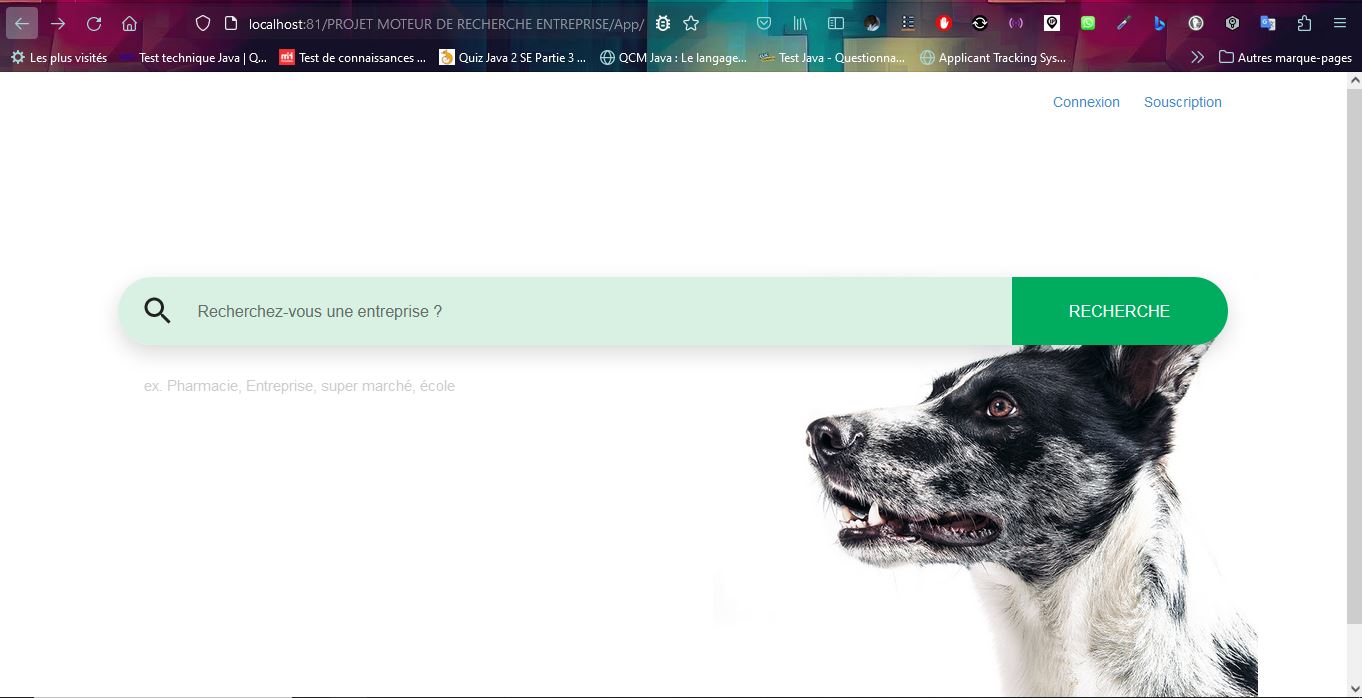 localhost:81/PROJET MOTEUR DE RECHERCHE ENTREPRISE/App/
Les plus visités Test technique Java | Q... Test de connaissances ... Quiz Java 2 SE Partie 3 ... QCM Java : Le langage... Test Java - Questionna... Applicant Tracking Sys... Autres marque-pages
Connexion Souscription
Recherchez-vous une entreprise ? RECHERCHE
ex. Pharmacie, Entreprise, super marché, école